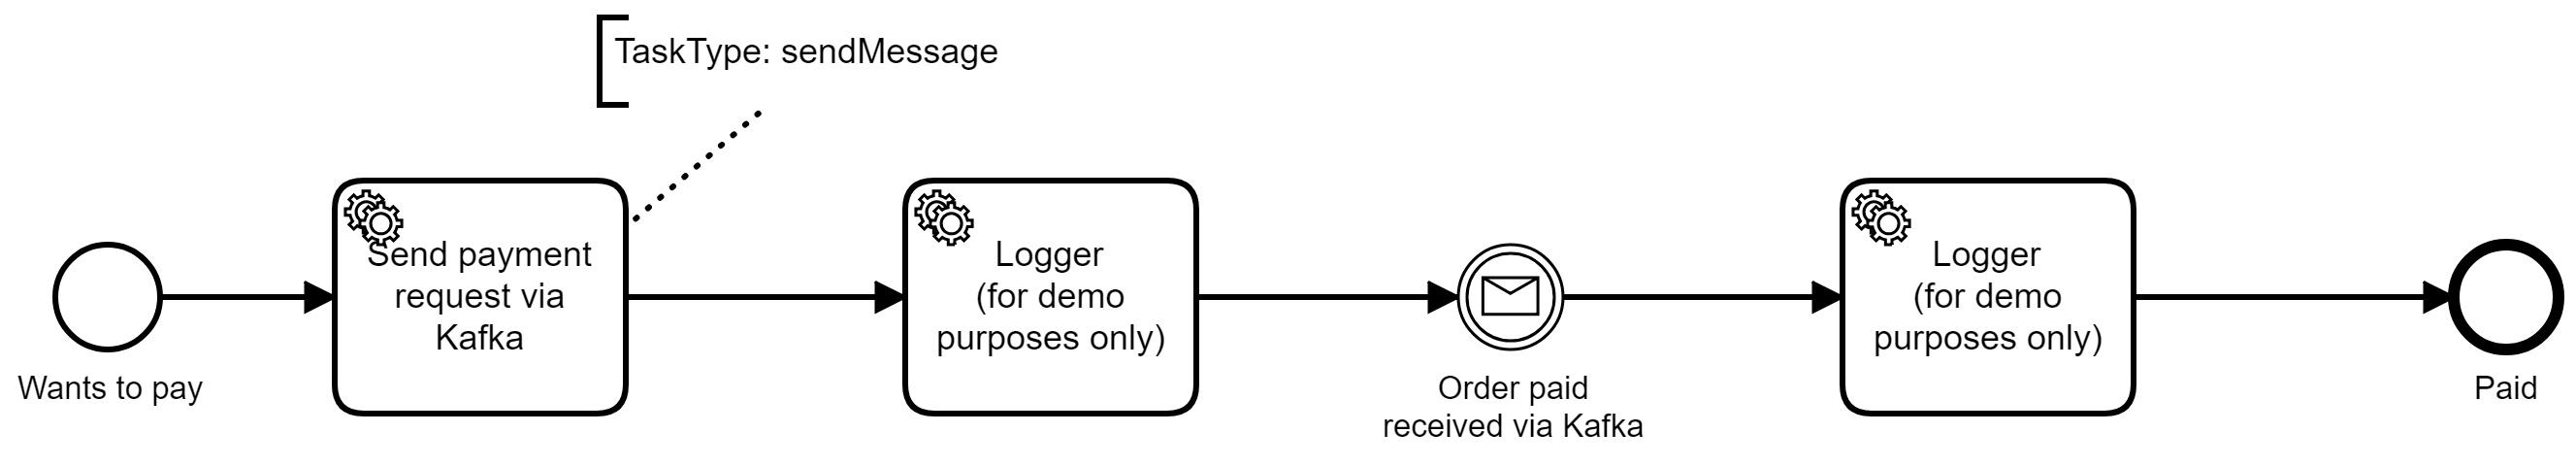 TaskType: sendMessage
Wants to pay
Send payment
request via
Kafka
Logger
(for demo
purposes only)
Order paid
received via Kafka
Logger
(for demo
purposes only)
Paid